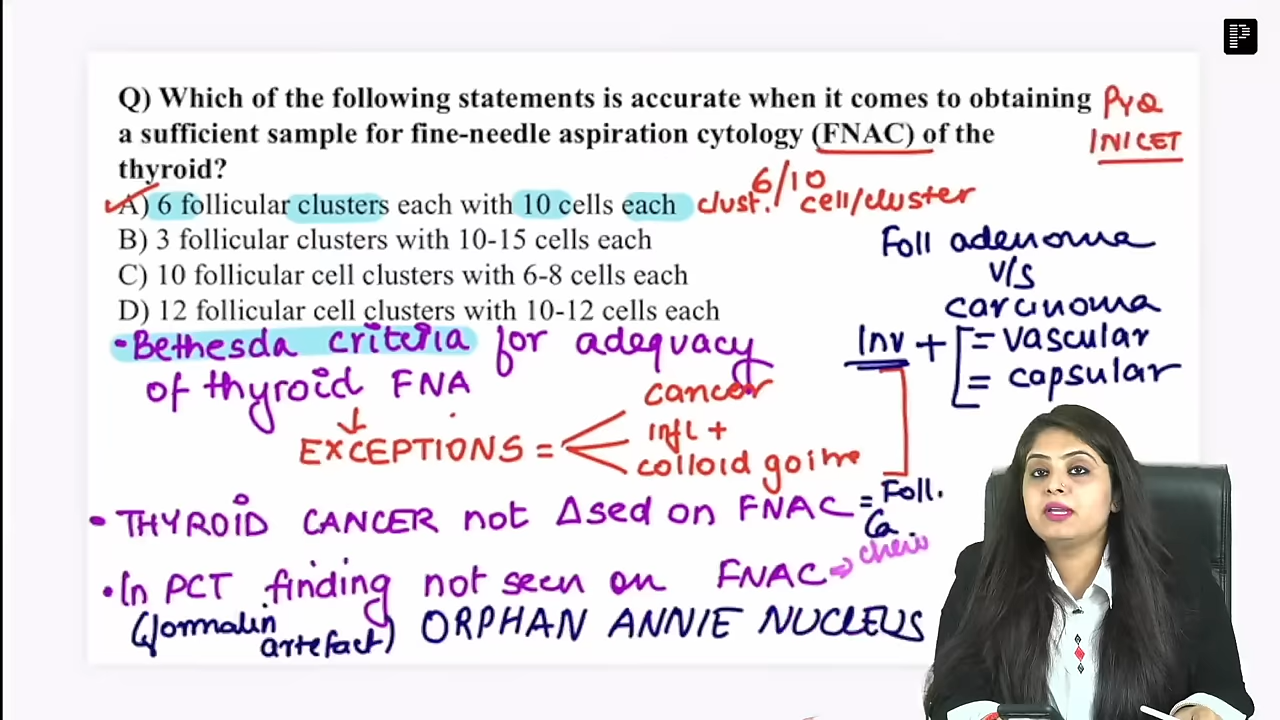 Q) Which of the following statements is accurate when it comes to obtaining
a sufficient sample for fine-needle aspiration cytology (FNAC) of the
thyroid?
PYQ
INICET
A) 6 follicular clusters each with 10 cells each
6/10
clust. cell/cluster
B) 3 follicular clusters with 10-15 cells each
C) 10 follicular cell clusters with 6-8 cells each
D) 12 follicular cell clusters with 10-12 cells each
Foll adenoma
v/s
carcinoma
Inv + = vascular
= capsular
• Bethesda criteria for adequacy
of thyroid FNA
EXCEPTIONS =
cancer
Infl +
colloid
• THYROID CANCER not Δsed on FNAC = Foll.
Ca
• In PCT finding not seen on FNAC →
(formalin
artefact)
ORPHAN ANNIE NUCLEUS
P